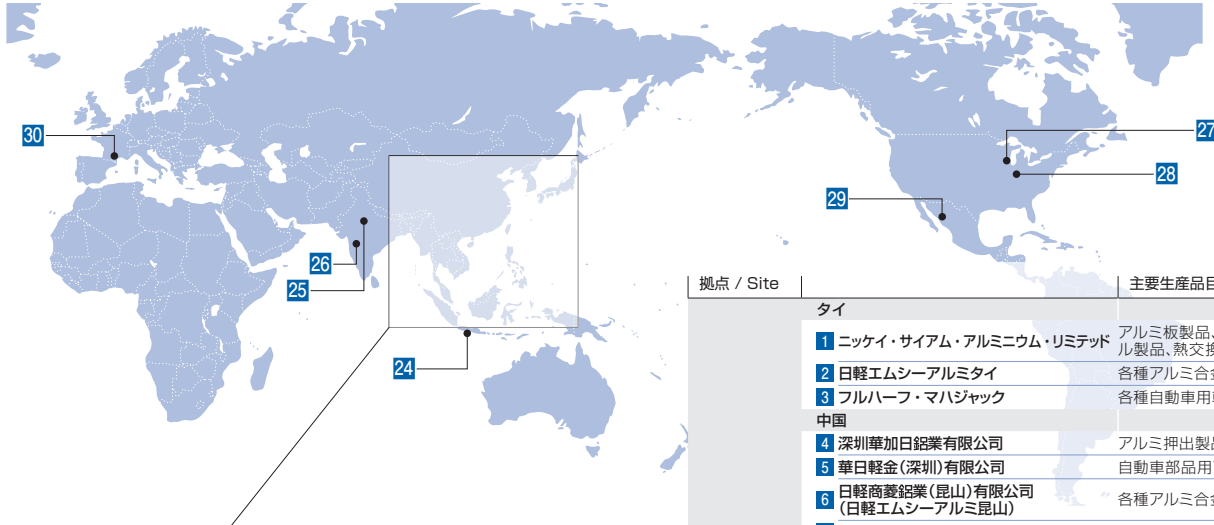 30
27
28
29
26
25
24
拠点 / Site
主要生産品目
タイ
1 ニッケイ・サイアム・アルミニウム・リミテッド
アルミ板製品、
ル製品、熱交換
2 日軽エムシーアルミタイ
各種アルミ合金
3 フルハーフ・マハジャック
各種自動車用
中国
4 深圳華加日鋁業有限公司
アルミ押出製品
5 華日軽金(深圳)有限公司
自動車部品用
6 日軽商菱鋁業(昆山)有限公司
(日軽エムシーアルミ昆山)
各種アルミ合金